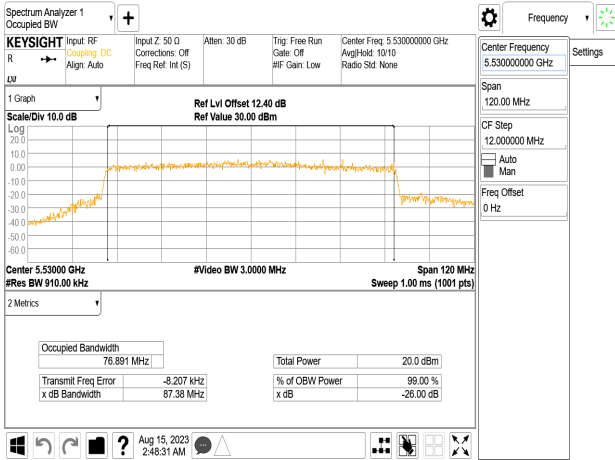 Spectrum Analyzer 1
Occupied BW
Frequency
KEYSIGHT
R
LXI
Input: RF
Coupling: DC
Align: Auto
Input Z: 50 Ω
Corrections: Off
Freq Ref: Int (S)
Atten: 30 dB
Trig: Free Run
Gate: Off
#IF Gain: Low
Center Freq: 5.530000000 GHz
Avg|Hold: 10/10
Radio Std: None
Center Frequency
5.530000000 GHz
Settings
Span
120.00 MHz
CF Step
12.000000 MHz
Auto
Man
Freq Offset
0 Hz
1 Graph
Ref Lvl Offset 12.40 dB
Scale/Div 10.0 dB
Ref Value 30.00 dBm
Log
20.0
10.0
0.00
-10.0
-20.0
-30.0
-40.0
-50.0
-60.0
Center 5.53000 GHz
#Video BW 3.0000 MHz
Span 120 MHz
#Res BW 910.00 kHz
Sweep 1.00 ms (1001 pts)
2 Metrics
Occupied Bandwidth
76.891 MHz
Total Power 20.0 dBm
Transmit Freq Error -8.207 kHz
% of OBW Power 99.00 %
x dB Bandwidth 87.38 MHz
x dB -26.00 dB
?
Aug 15, 2023
2:48:31 AM